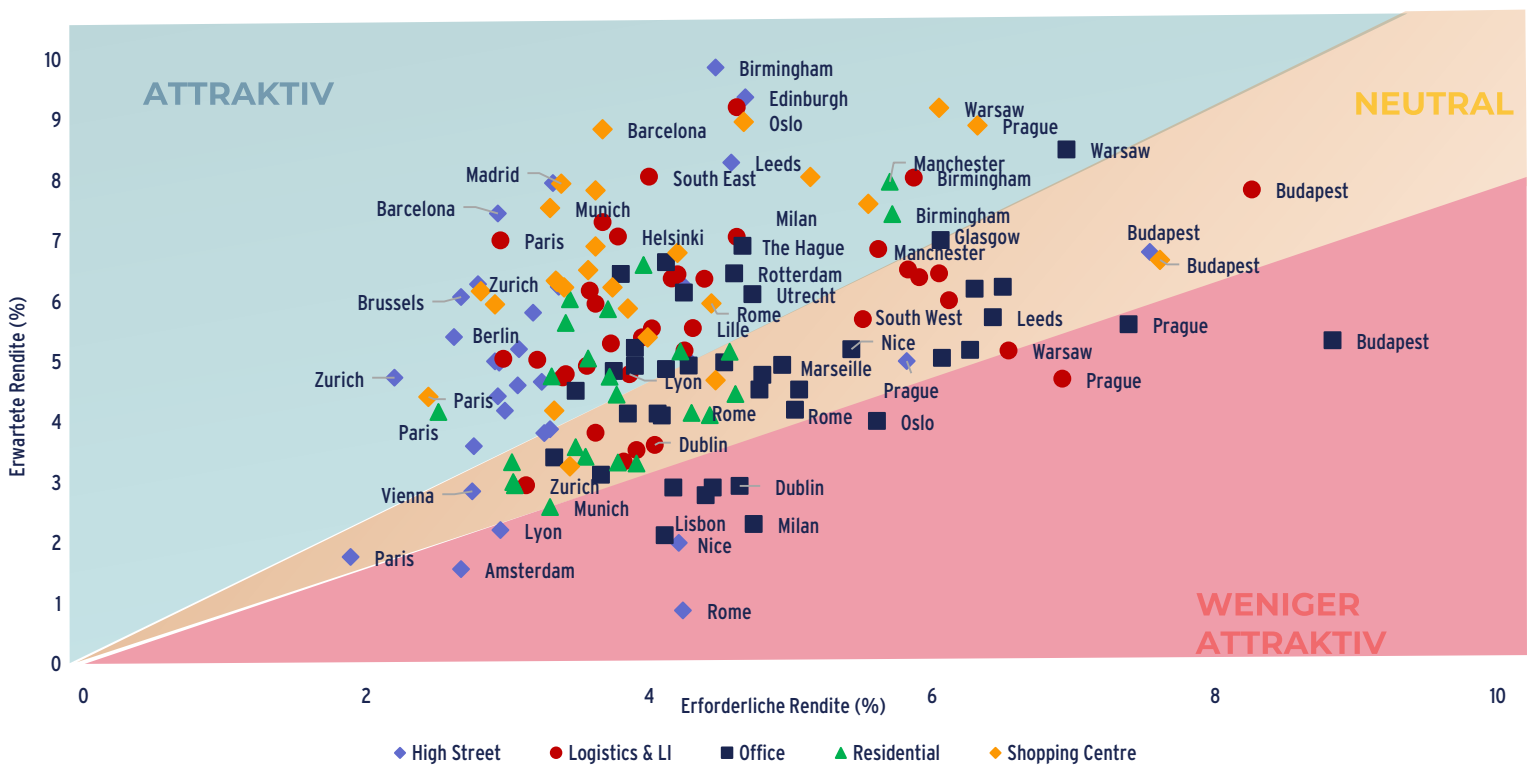 10
Birmingham
ATTRAKTIV
Edinburgh
NEUTRAL
Warsaw
9
Oslo
Prague
Barcelona
Warsaw
Leeds
Manchester
8
Madrid
South East
Birmingham
Budapest
Barcelona
Munich
Milan
Birmingham
Budapest
7
Paris
Helsinki
The Hague
Glasgow
Manchester
Budapest
Rotterdam
Zurich
Utrecht
6
Brussels
Rome
South West
Leeds
Lille
Prague
Berlin
Nice
Budapest
5
Warsaw
Marseille
Zurich
Lyon
Prague
Prague
Paris
4
Rome
Rome
Oslo
Paris
Dublin
3
Zurich
Dublin
Vienna
Munich
Lisbon
Milan
2
Lyon
Nice
Paris
Amsterdam
1
Rome
WENIGER
ATTRAKTIV
0
Erwartete Rendite (%)
0 2 4 6 8 10
Erforderliche Rendite (%)
High Street Logistics & LI Office Residential Shopping Centre